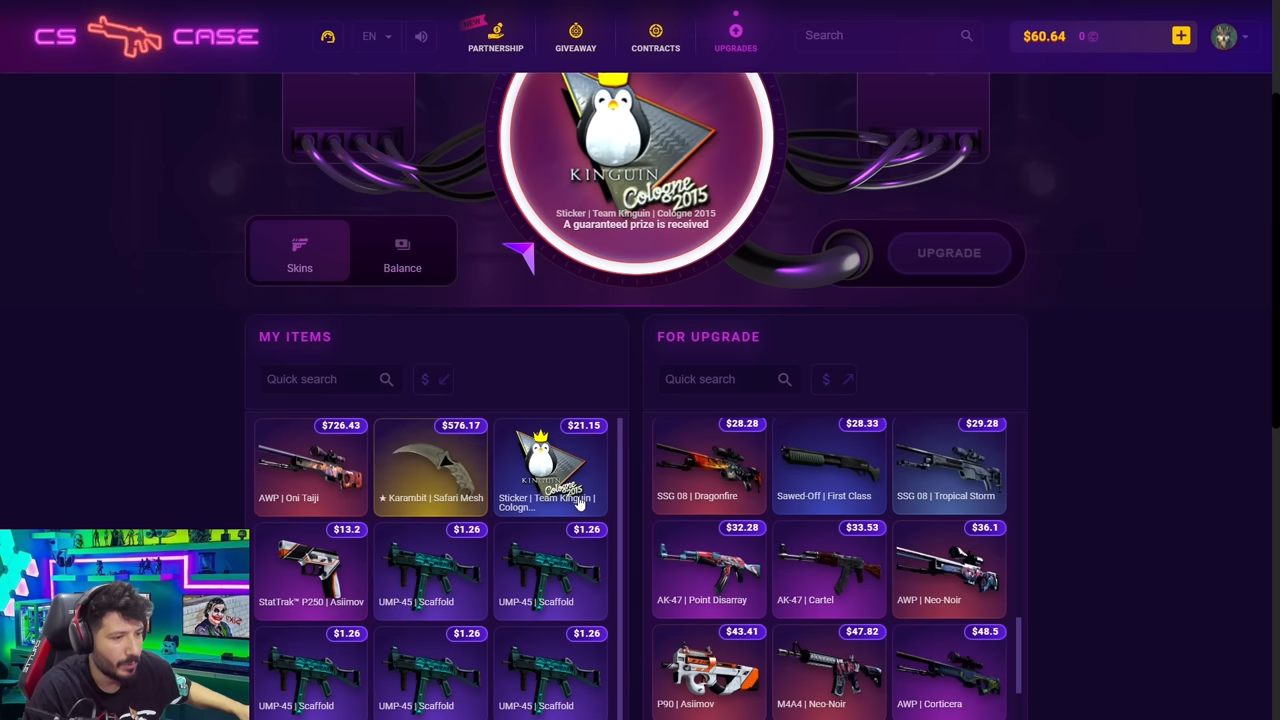 CS CASE
EN
NEW
PARTNERSHIP
GIVEAWAY
CONTRACTS
UPGRADES
Search
$60.64
0
KINGUIN
Cologne
2015
Sticker | Team Kinguin | Cologne 2015
A guaranteed prize is received
Skins
Balance
UPGRADE
MY ITEMS
Quick search
$
$726.43
AWP | Oni Taiji
$576.17
★ Karambit | Safari Mesh
$21.15
KINGUIN
Cologne
2015
Sticker | Team Kinguin |
Cologn...
$13.2
StatTrak™ P250 | Asiimov
$1.26
UMP-45 | Scaffold
$1.26
UMP-45 | Scaffold
$1.26
UMP-45 | Scaffold
$1.26
UMP-45 | Scaffold
$1.26
UMP-45 | Scaffold
FOR UPGRADE
Quick search
$
$28.28
SSG 08 | Dragonfire
$28.33
Sawed-Off | First Class
$29.28
SSG 08 | Tropical Storm
$32.28
AK-47 | Point Disarray
$33.53
AK-47 | Cartel
$36.1
AWP | Neo-Noir
$43.41
P90 | Asiimov
$47.82
M4A4 | Neo-Noir
$48.5
AWP | Corticera